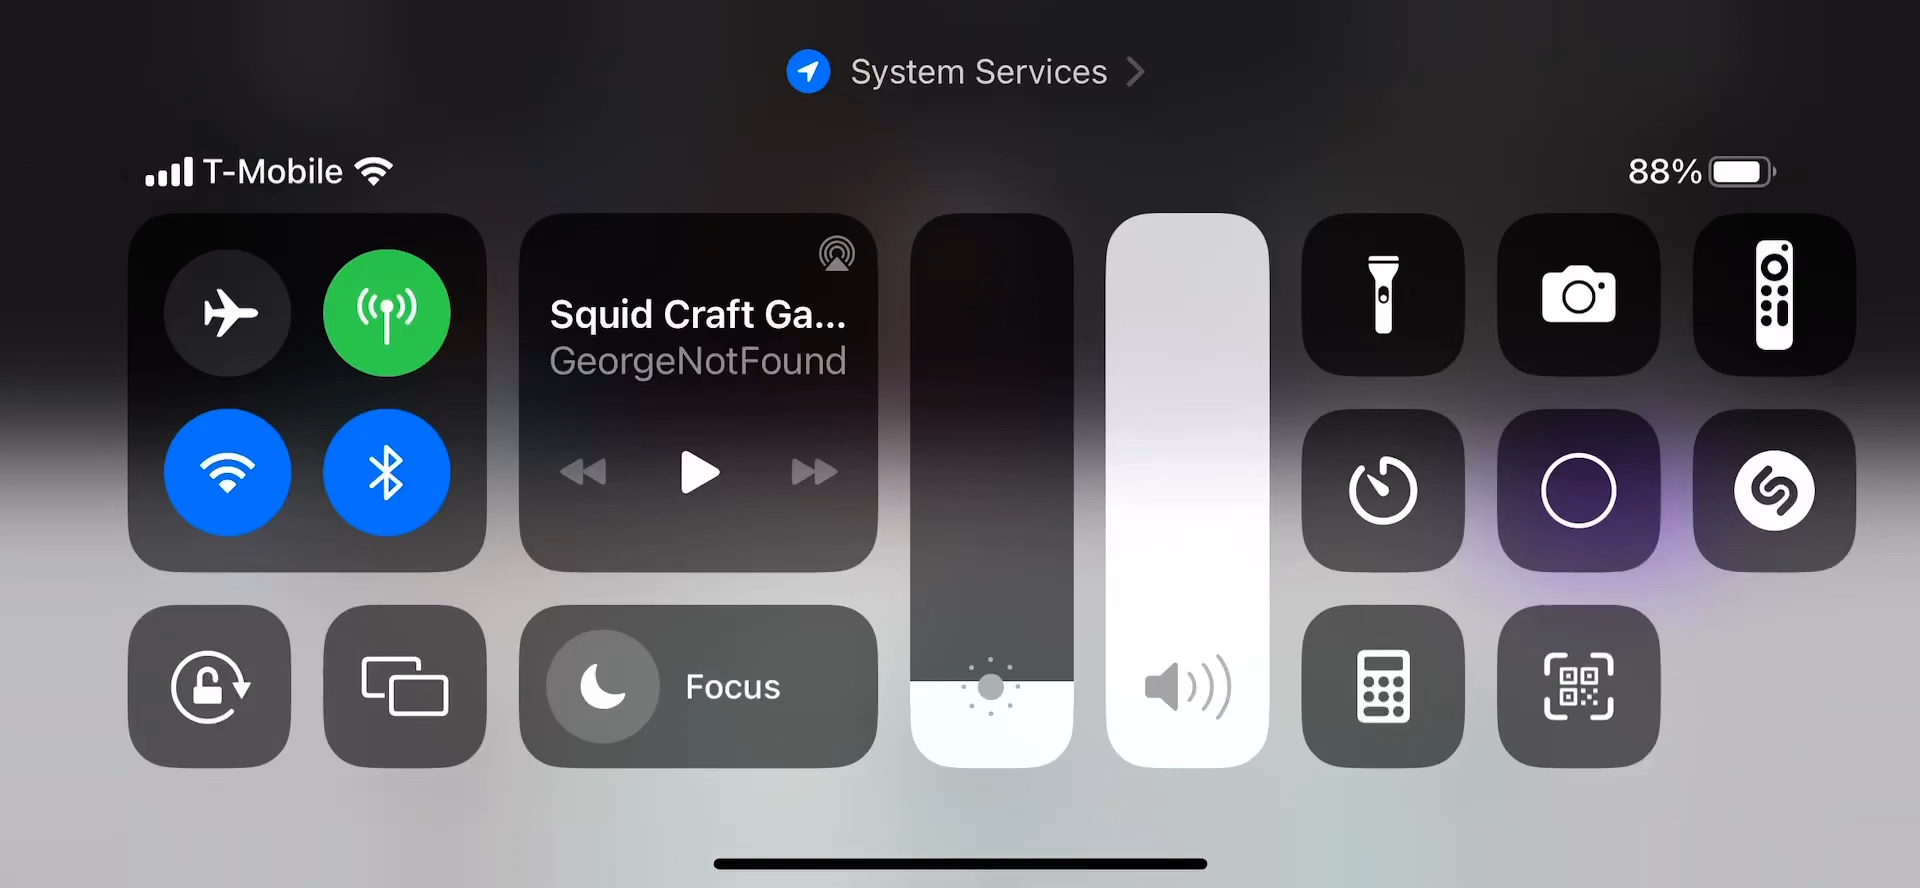 System Services
T-Mobile
88%
Squid Craft Ga...
GeorgeNotFound
Focus